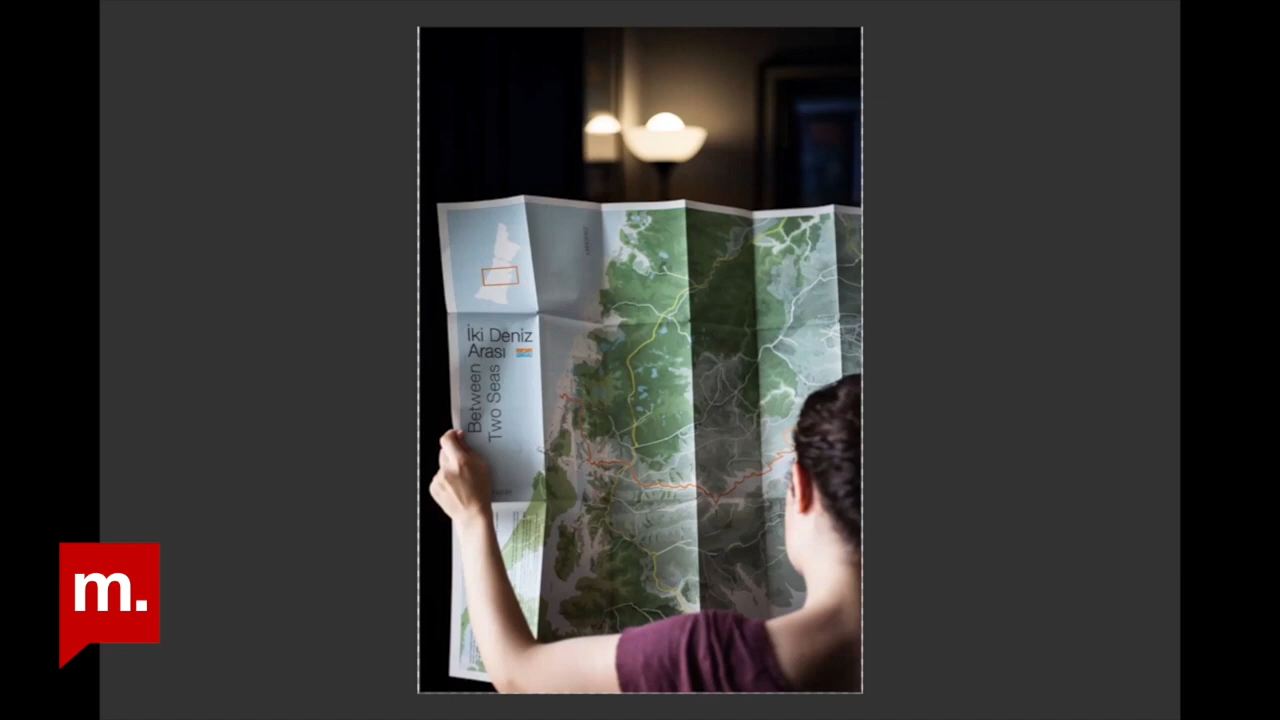 İki Deniz
Arası
Between
Two Seas
m.